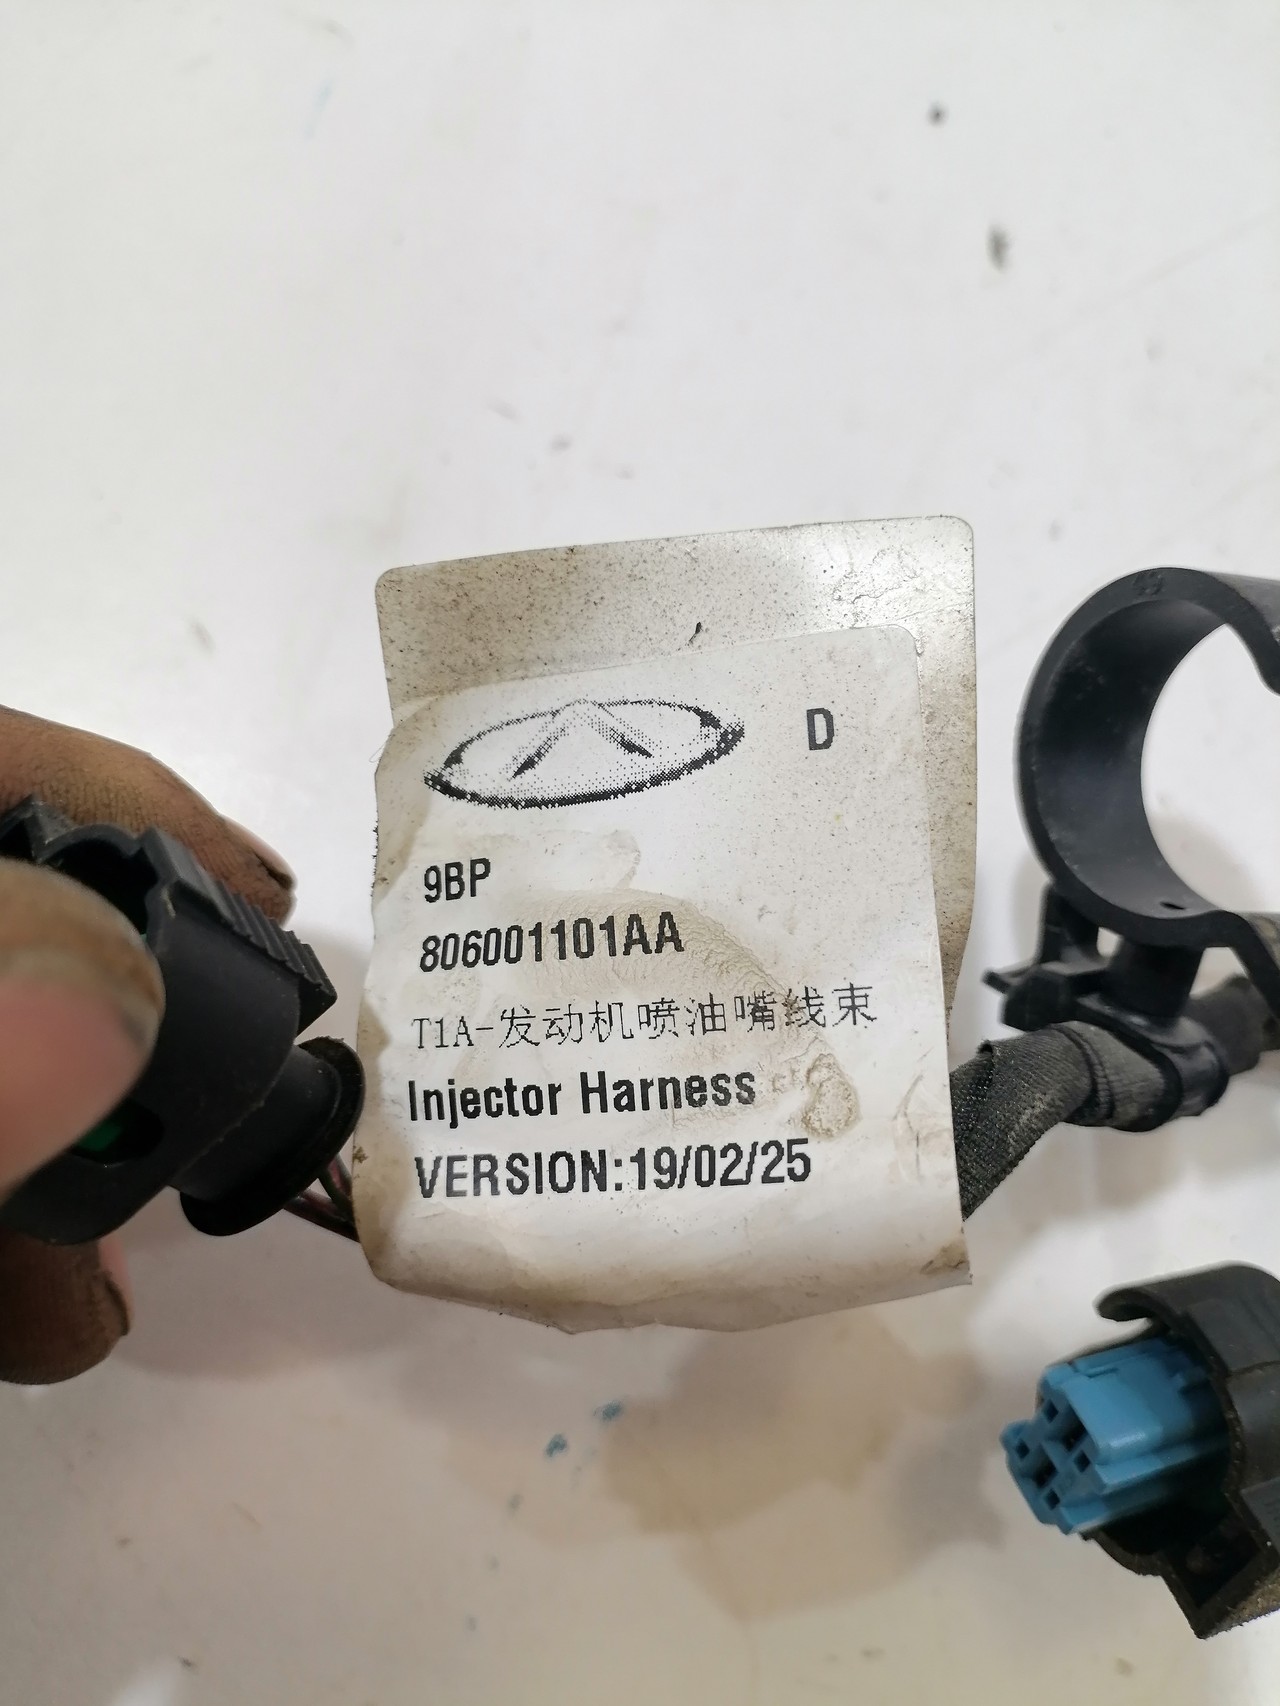 D
9BP
806001101AA
T1A-发动机喷油嘴线束
Injector Harness
VERSION:19/02/25